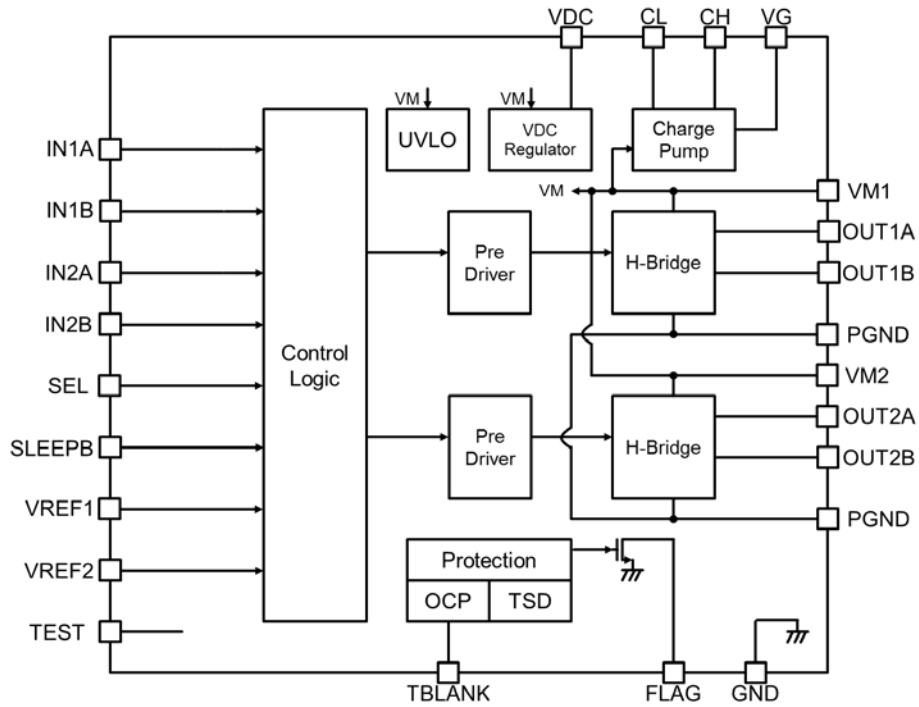 VDC
CL
CH
VG
VM
UVLO
VM
VDC
Regulator
Charge
Pump
IN1A
IN1B
IN2A
IN2B
SEL
SLEEPB
VREF1
VREF2
TEST
Control
Logic
VM
Pre
Driver
H-Bridge
VM1
OUT1A
OUT1B
PGND
VM2
Pre
Driver
H-Bridge
OUT2A
OUT2B
PGND
Protection
OCP
TSD
TBLANK
FLAG
GND